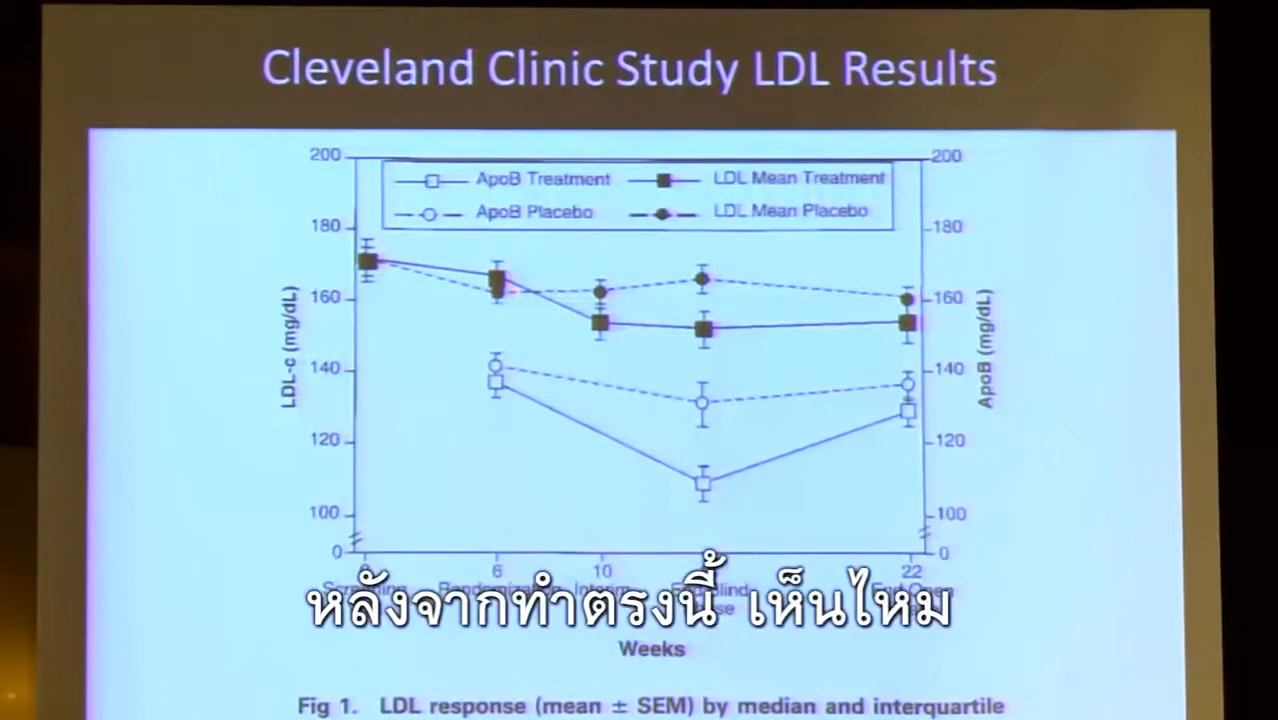 Cleveland Clinic Study LDL Results
200
200
ApoB Treatment
LDL Mean Treatment
ApoB Placebo
LDL Mean Placebo
180
180
160
160
140
140
120
120
100
100
0
0
LDL-c (mg/dL)
ApoB (mg/dL)
6
10
22
หลังจากทำตรงนี้ เห็นไหม
Weeks
Fig 1. LDL response (mean ± SEM) by median and interquartile